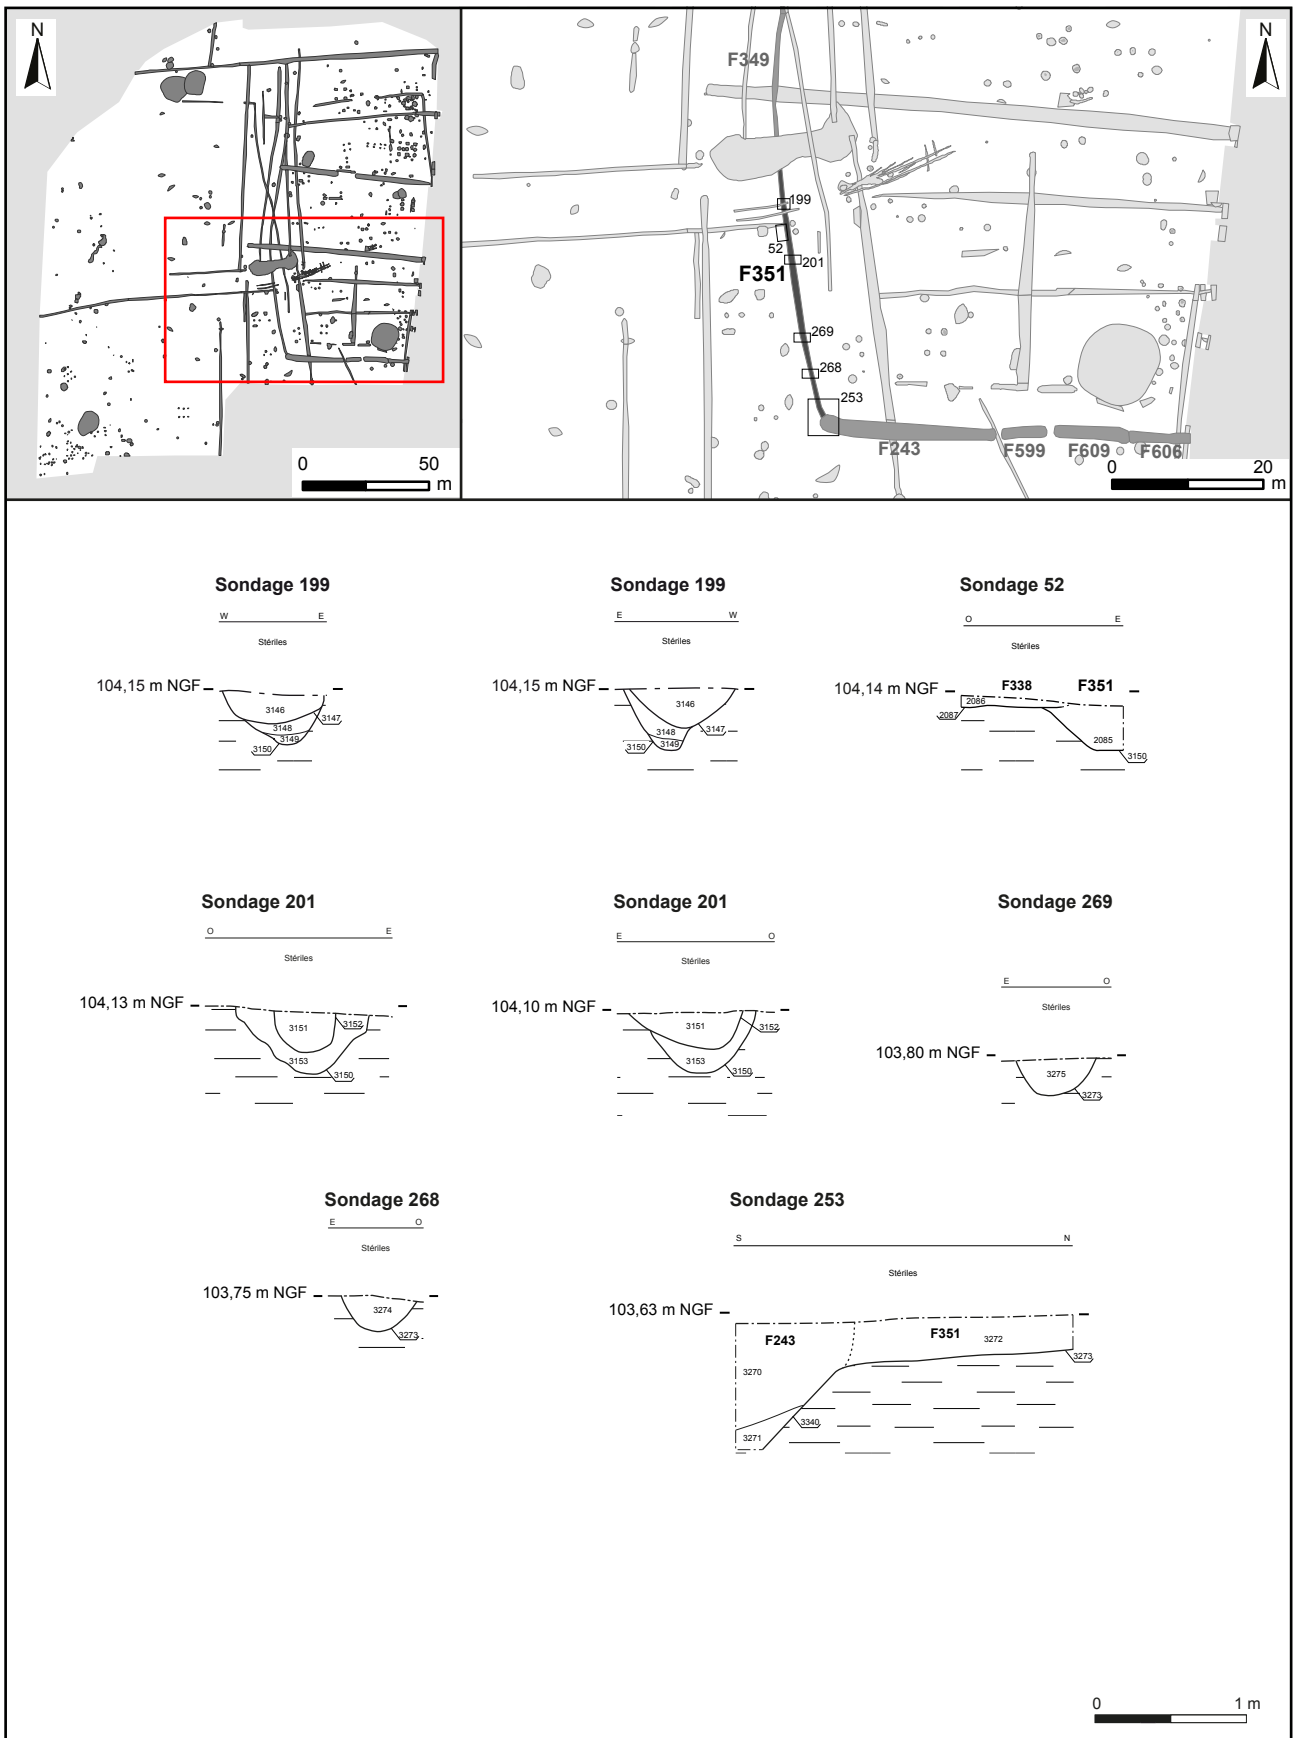 N
0 50
m
N
F349
199
52
201
F351
269
268
253
F243
F599
F609
F606
0 20
m
Sondage 199
W E
Stériles
104,15 m NGF
3146
3147
3148
3149
3150
Sondage 199
E W
Stériles
104,15 m NGF
3146
3147
3148
3149
3150
Sondage 52
O E
Stériles
104,14 m NGF
F338
F351
2086
2087
2085
3150
Sondage 201
O E
Stériles
104,13 m NGF
3151
3152
3153
3150
Sondage 201
E O
Stériles
104,10 m NGF
3151
3152
3153
3150
Sondage 269
E O
Stériles
103,80 m NGF
3275
3273
Sondage 268
E O
Stériles
103,75 m NGF
3274
3273
Sondage 253
S N
Stériles
103,63 m NGF
F243
F351
3272
3273
3270
3340
3271
0 1 m